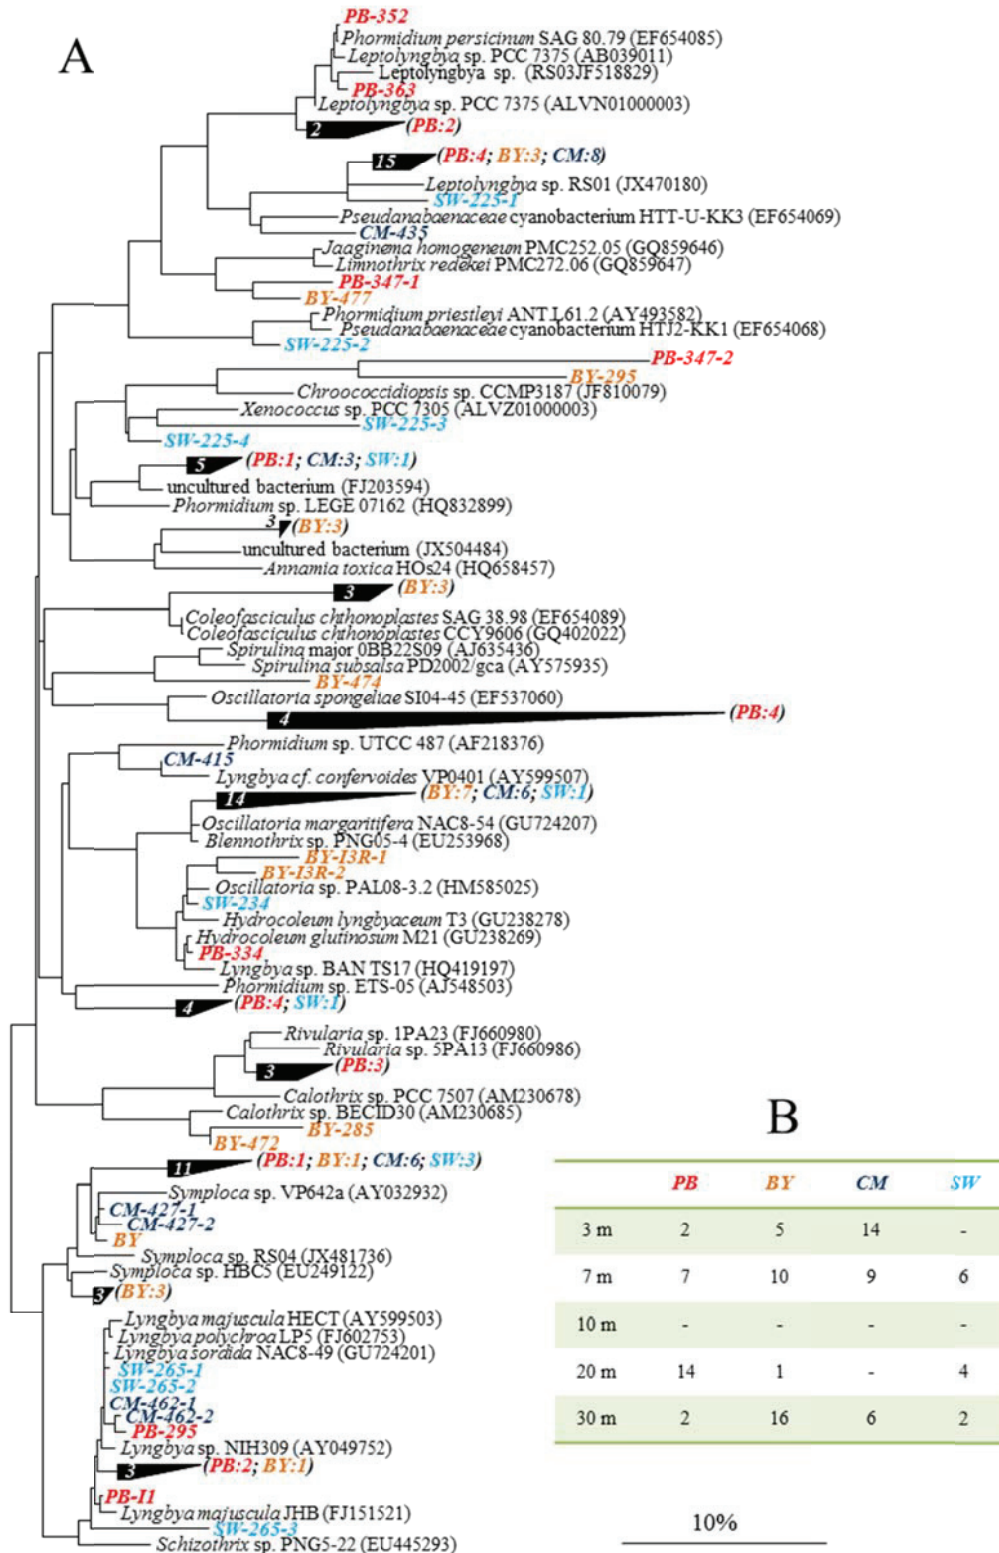 A
PB-352
Phormidium persicinum SAG 80.79 (EF654085)
Leptolyngbya sp. PCC 7375 (AB039011)
Leptolyngbya sp. (RS03JF518829)
PB-363
Leptolyngbya sp. PCC 7375 (ALVN01000003)
2 (PB:2)
15 (PB:4; BY:3; CM:8)
Leptolyngbya sp. RS01 (JX470180)
SW-225-1
Pseudanabaenaceae cyanobacterium HTT-U-KK3 (EF654069)
CM-435
Jaaginema homogeneum PMC252.05 (GQ859646)
Limnothrix redekei PMC272.06 (GQ859647)
PB-347-1
BY-477
Phormidium priestleyi ANT.L61.2 (AY493582)
Pseudanabaenaceae cyanobacterium HTJ2-KK1 (EF654068)
SW-225-2
PB-347-2
BY-295
Chroococcidiopsis sp. CCMP3187 (JF810079)
Xenococcus sp. PCC 7305 (ALVZ01000003)
SW-225-3
SW-225-4
5 (PB:1; CM:3; SW:1)
uncultured bacterium (FJ203594)
Phormidium sp. LEGE 07162 (HQ832899)
3 (BY:3)
uncultured bacterium (JX504484)
Annamia toxica HOs24 (HQ658457)
3 (BY:3)
Coleofasciculus chthonoplastes SAG 38.98 (EF654089)
Coleofasciculus chthonoplastes CCY9606 (GQ402022)
Spirulina major 0BB22S09 (AJ635436)
Spirulina subsalsa PD2002/gca (AY575935)
BY-474
Oscillatoria spongeliae SI04-45 (EF537060)
4 (PB:4)
Phormidium sp. UTCC 487 (AF218376)
CM-415
Lyngbya cf. confervoides VP0401 (AY599507)
14 (BY:7; CM:6; SW:1)
Oscillatoria margaritifera NAC8-54 (GU724207)
Blennothrix sp. PNG05-4 (EU253968)
BY-I3R-1
BY-I3R-2
Oscillatoria sp. PAL08-3.2 (HM585025)
SW-234
Hydrocoleum lyngbyaceum T3 (GU238278)
Hydrocoleum glutinosum M21 (GU238269)
PB-334
Lyngbya sp. BAN TS17 (HQ419197)
Phormidium sp. ETS-05 (AJ548503)
4 (PB:4; SW:1)
Rivularia sp. 1PA23 (FJ660980)
Rivularia sp. 5PA13 (FJ660986)
3 (PB:3)
Calothrix sp. PCC 7507 (AM230678)
Calothrix sp. BECID30 (AM230685)
BY-285
BY-472
11 (PB:1; BY:1; CM:6; SW:3)
Symploca sp. VP642a (AY032932)
CM-427-1
CM-427-2
BY
Symploca sp. RS04 (JX481736)
Symploca sp. HBC5 (EU249122)
3 (BY:3)
Lyngbya majuscula HECT (AY599503)
Lyngbya polychroa LP5 (FJ602753)
Lyngbya sordida NAC8-49 (GU724201)
SW-265-1
SW-265-2
CM-462-1
CM-462-2
PB-295
Lyngbya sp. NIH309 (AY049752)
3 (PB:2; BY:1)
PB-I1
Lyngbya majuscula JHB (FJ151521)
SW-265-3
Schizothrix sp. PNG5-22 (EU445293)
B
PB BY CM SW
3 m 2 5 14 -
7 m 7 10 9 6
10 m - - - -
20 m 14 1 - 4
30 m 2 16 6 2
10%